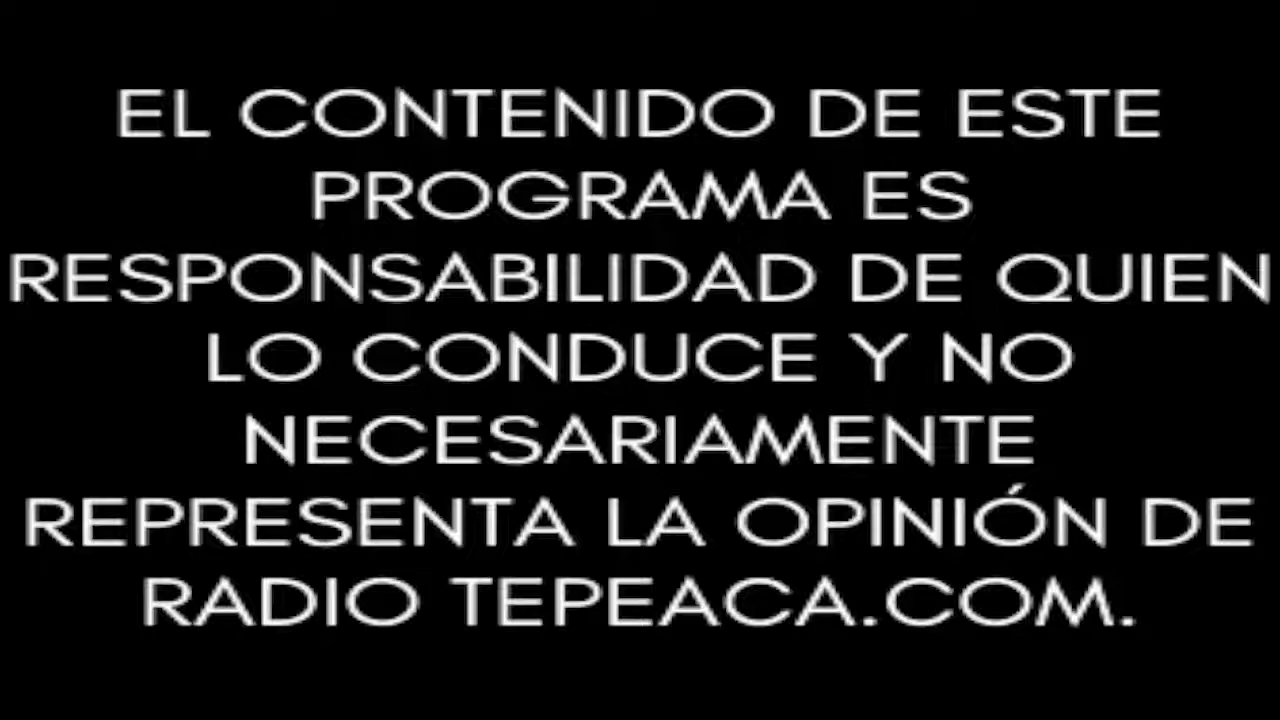 EL CONTENIDO DE ESTE
PROGRAMA ES
RESPONSABILIDAD DE QUIEN
LO CONDUCE Y NO
NECESARIAMENTE
REPRESENTA LA OPINIÓN DE
RADIO TEPEACA.COM.